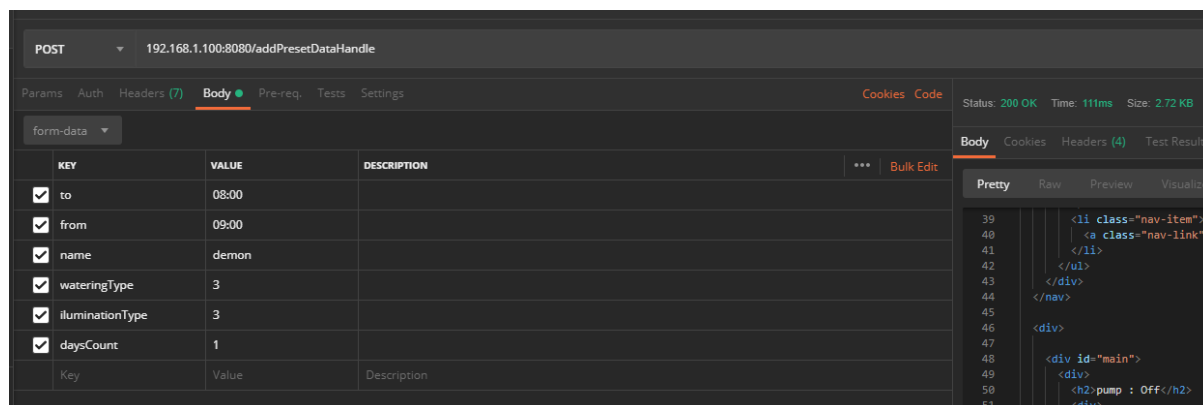 POST 192.168.1.100:8080/addPresetDataHandle
Params Auth Headers (7) Body Pre-req. Tests Settings Cookies Code
form-data
KEY VALUE DESCRIPTION ••• Bulk Edit
to 08:00
from 09:00
name demon
wateringType 3
iluminationType 3
daysCount 1
Key Value Description
Status: 200 OK Time: 111ms Size: 2.72 KB
Body Cookies Headers (4) Test Result
Pretty Raw Preview Visualiz
39 <li class="nav-item">
40 <a class="nav-link"
41 </li>
42 </ul>
43 </div>
44 </nav>
45
46 <div>
47
48 <div id="main">
49 <div>
50 <h2>pump : Off</h2>
51 <div>